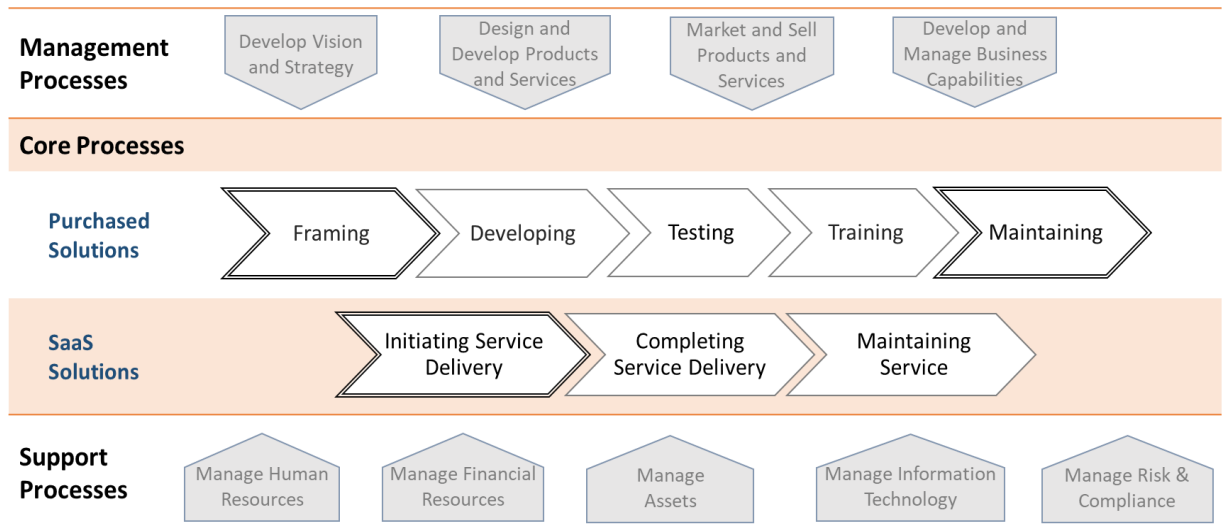 Management
Processes
Develop Vision
and Strategy
Design and
Develop Products
and Services
Market and Sell
Products and
Services
Develop and
Manage Business
Capabilities
Core Processes
Purchased
Solutions
Framing
Developing
Testing
Training
Maintaining
SaaS
Solutions
Initiating Service
Delivery
Completing
Service Delivery
Maintaining
Service
Support
Processes
Manage Human
Resources
Manage Financial
Resources
Manage
Assets
Manage Information
Technology
Manage Risk &
Compliance